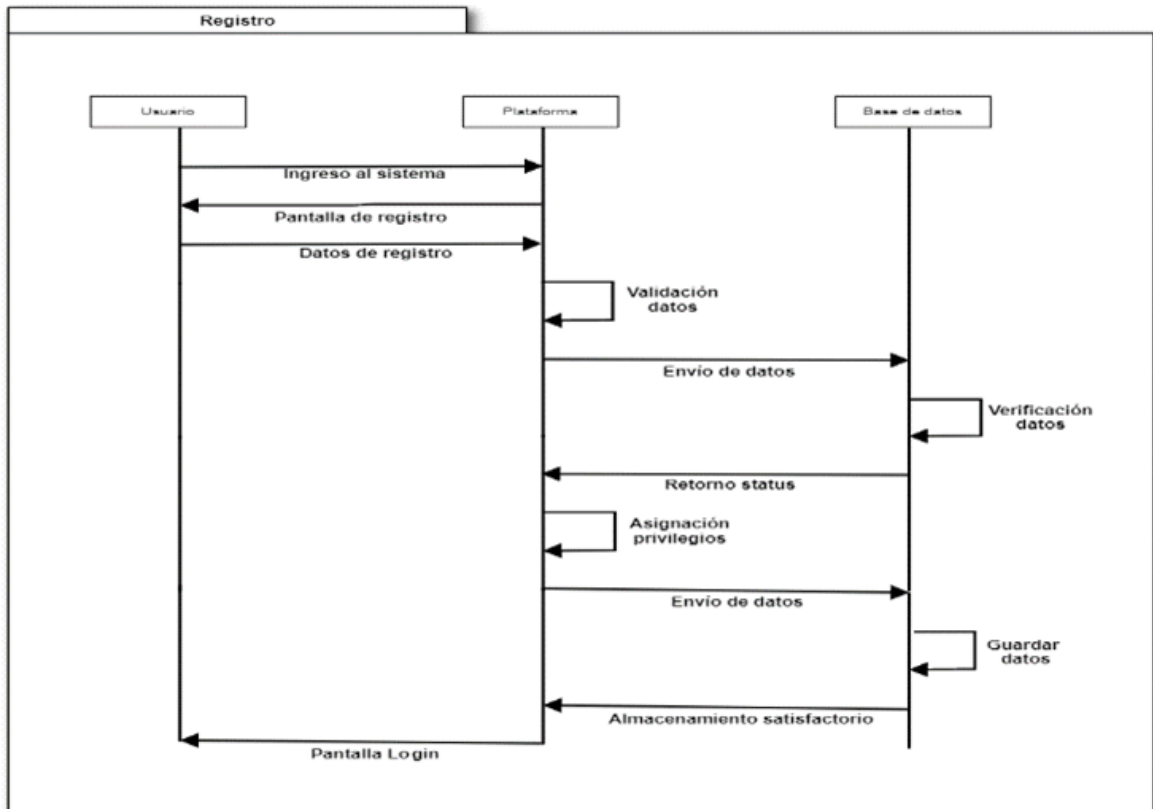 Registro
Usuario
Plataforma
Base de datos
Ingreso al sistema
Pantalla de registro
Datos de registro
Validación
datos
Envío de datos
Verificación
datos
Retorno status
Asignación
privilegios
Envío de datos
Guardar
datos
Almacenamiento satisfactorio
Pantalla Login